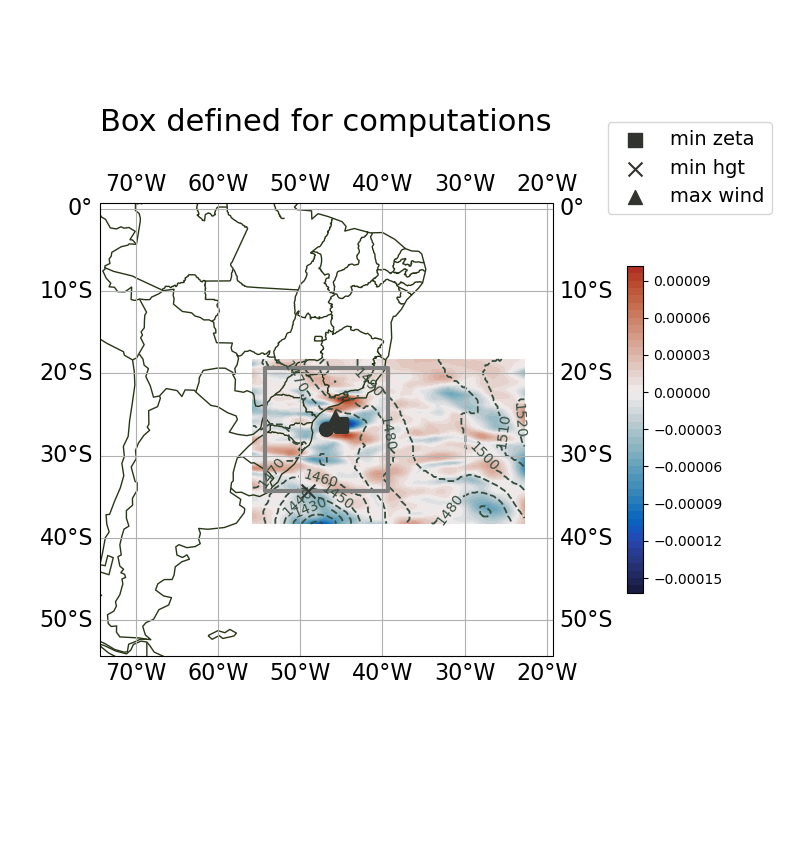 Box defined for computations
min zeta
min hgt
max wind
70°W 60°W 50°W 40°W 30°W 20°W
0° 0°
10°S 10°S
20°S 20°S
30°S 30°S
40°S 40°S
50°S 50°S
70°W 60°W 50°W 40°W 30°W 20°W
1480
1510
1520
1500
1470
1460
1450
1430
1480
0.00009
0.00006
0.00003
0.00000
−0.00003
−0.00006
−0.00009
−0.00012
−0.00015